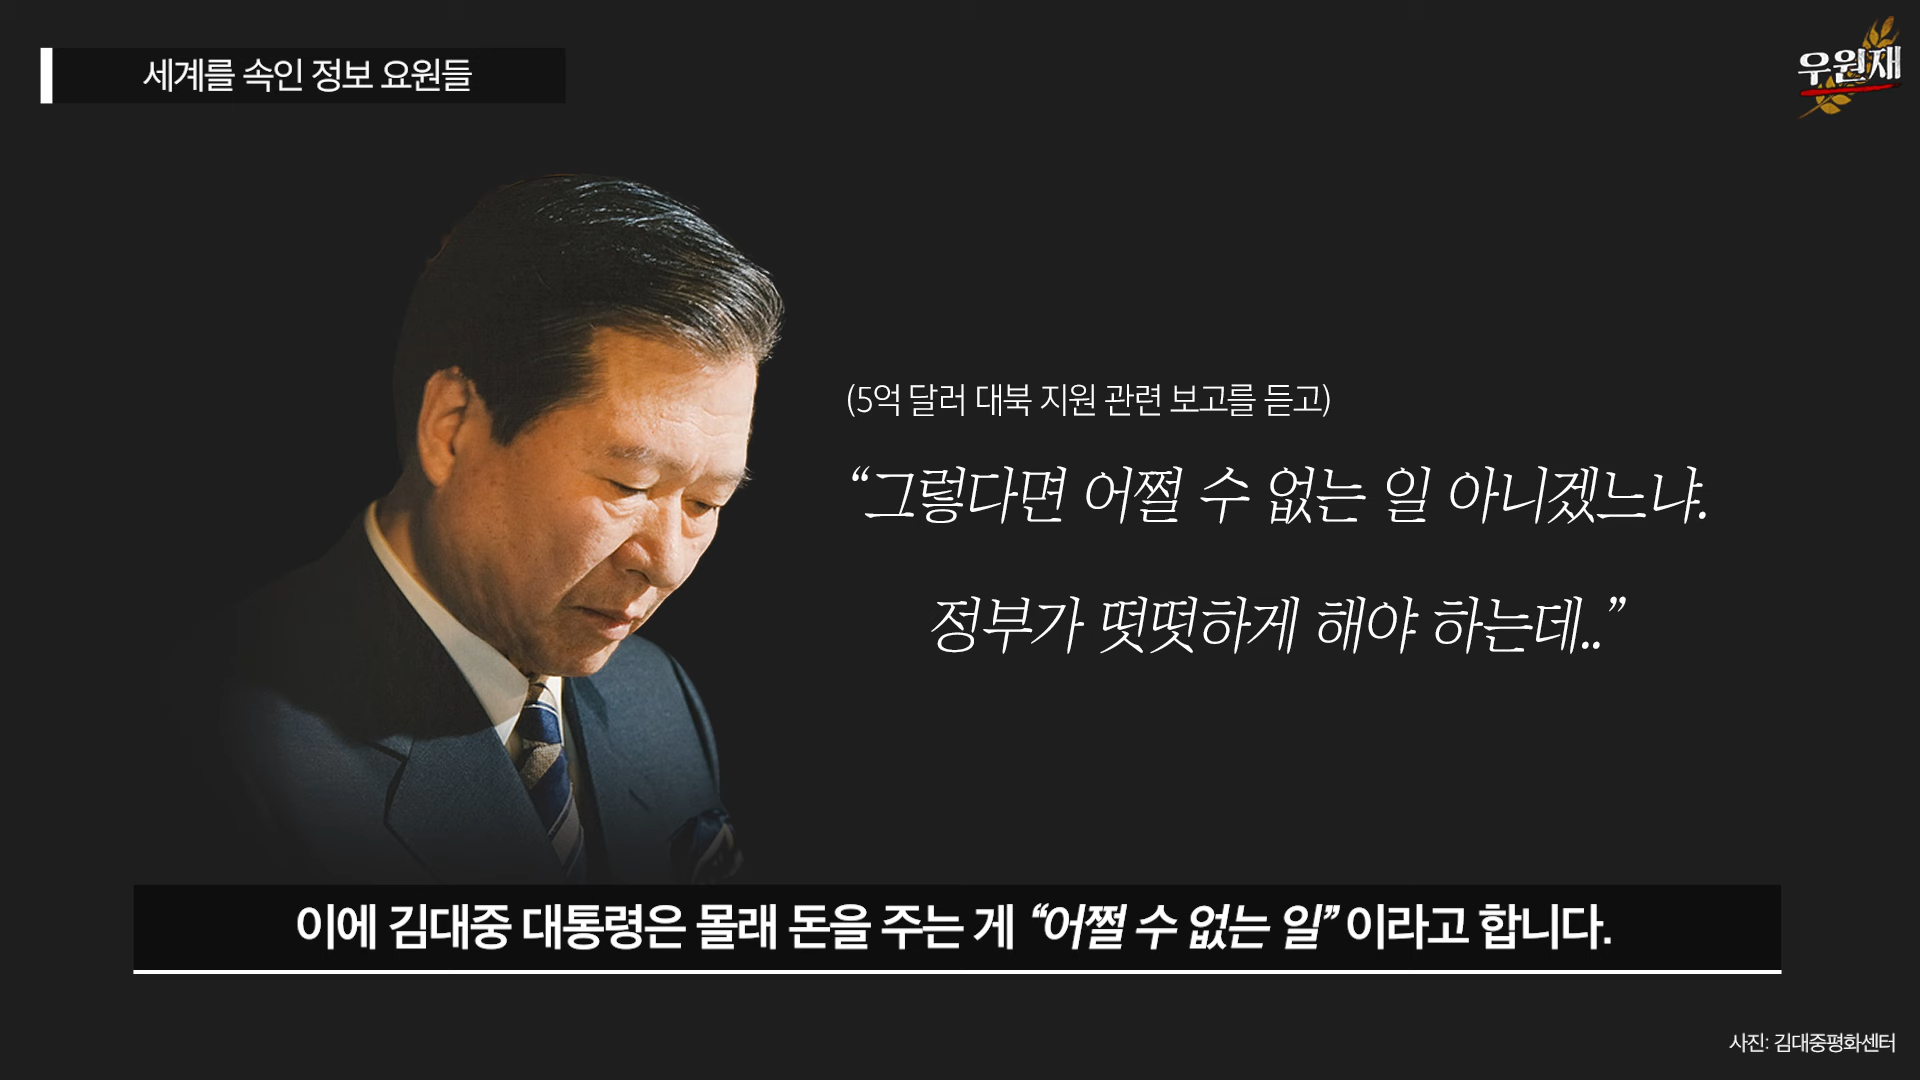 세계를 속인 정보 요원들
우원재
(5억 달러 대북 지원 관련 보고를 듣고)
“그렇다면 어쩔 수 없는 일 아니겠느냐.
정부가 떳떳하게 해야 하는데..”
이에 김대중 대통령은 몰래 돈을 주는 게 “어쩔 수 없는 일” 이라고 합니다.
사진: 김대중평화센터